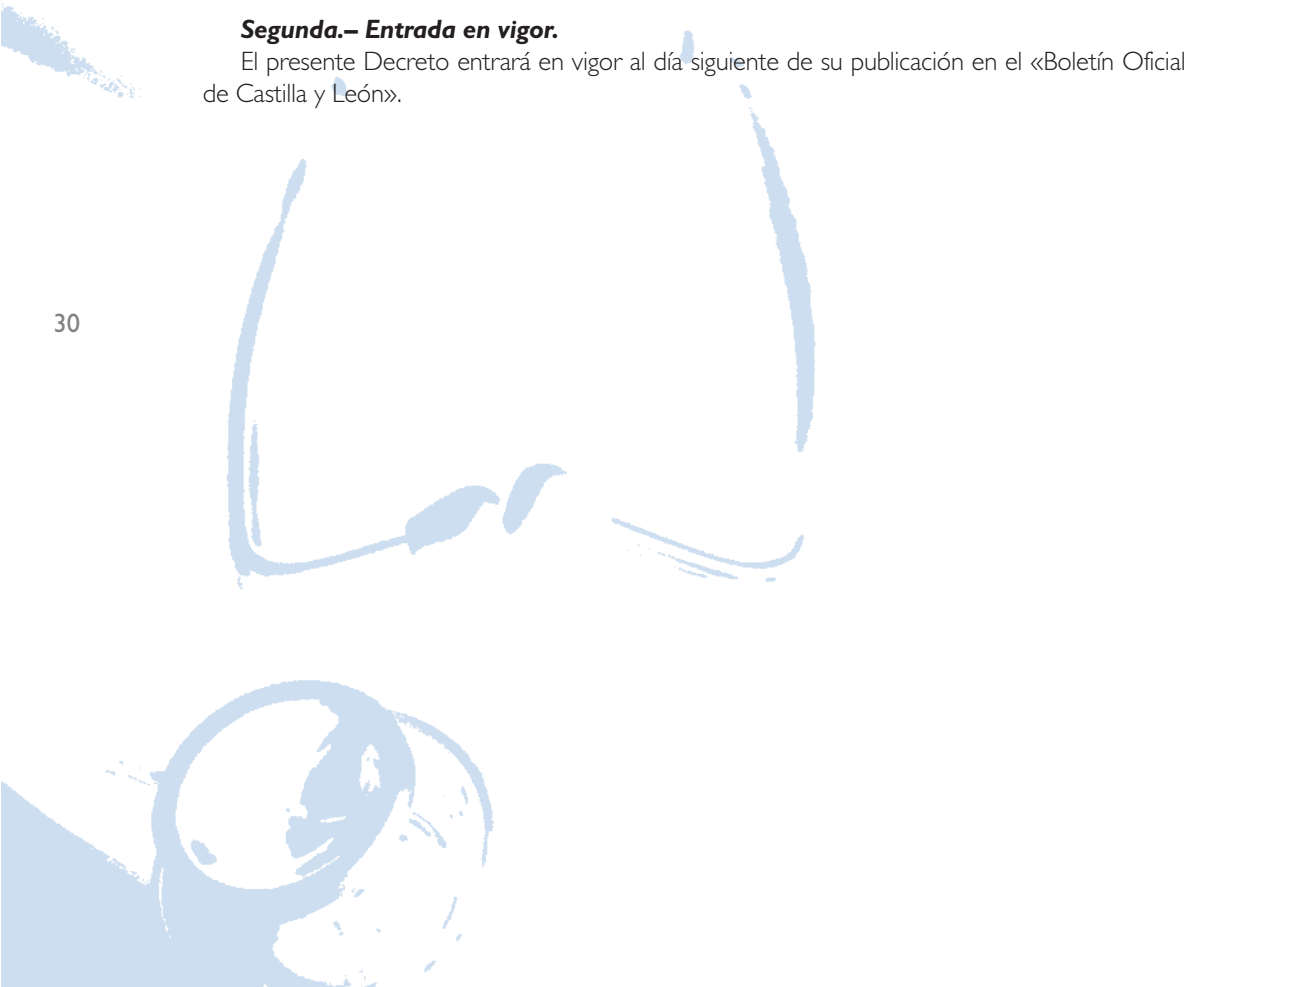 Segunda.– Entrada en vigor.
El presente Decreto entrará en vigor al día siguiente de su publicación en el «Boletín Oficial
de Castilla y León».
30